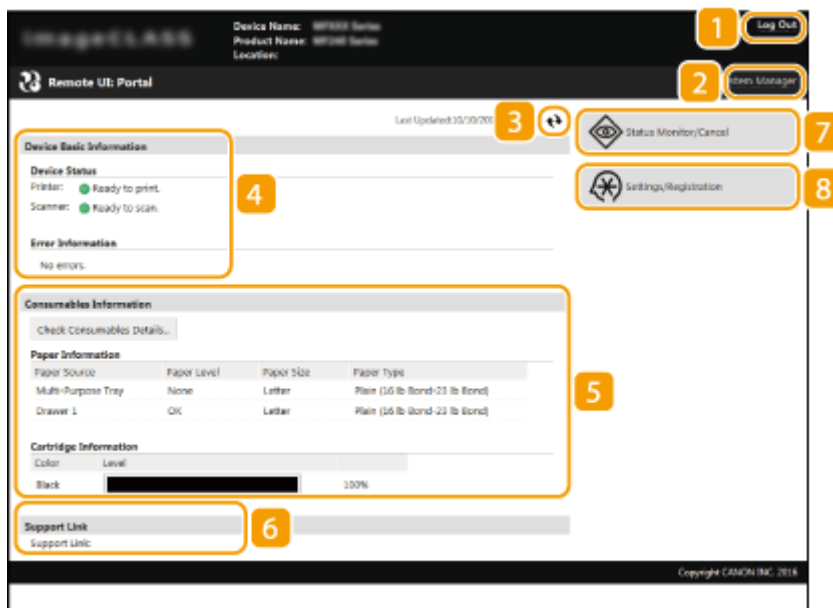 imageCLASS
Device Name:
Product Name:
Location:
1
Log Out
Remote UI: Portal
2
stem Manager
Last Updated:10/10/201
3
7
Status Monitor/Cancel
Device Basic Information
Device Status
Printer: Ready to print.
Scanner: Ready to scan.
4
8
Settings/Registration
Error Information
No errors.
Consumables Information
Check Consumables Details...
Paper Information
Paper Source Paper Level Paper Size Paper Type
Multi-Purpose Tray None Letter Plain (16 lb Bond-23 lb Bond)
Drawer 1 OK Letter Plain (16 lb Bond-23 lb Bond)
5
Cartridge Information
Color Level
Black 100%
6
Support Link
Support Link:
Copyright CANON INC. 2016